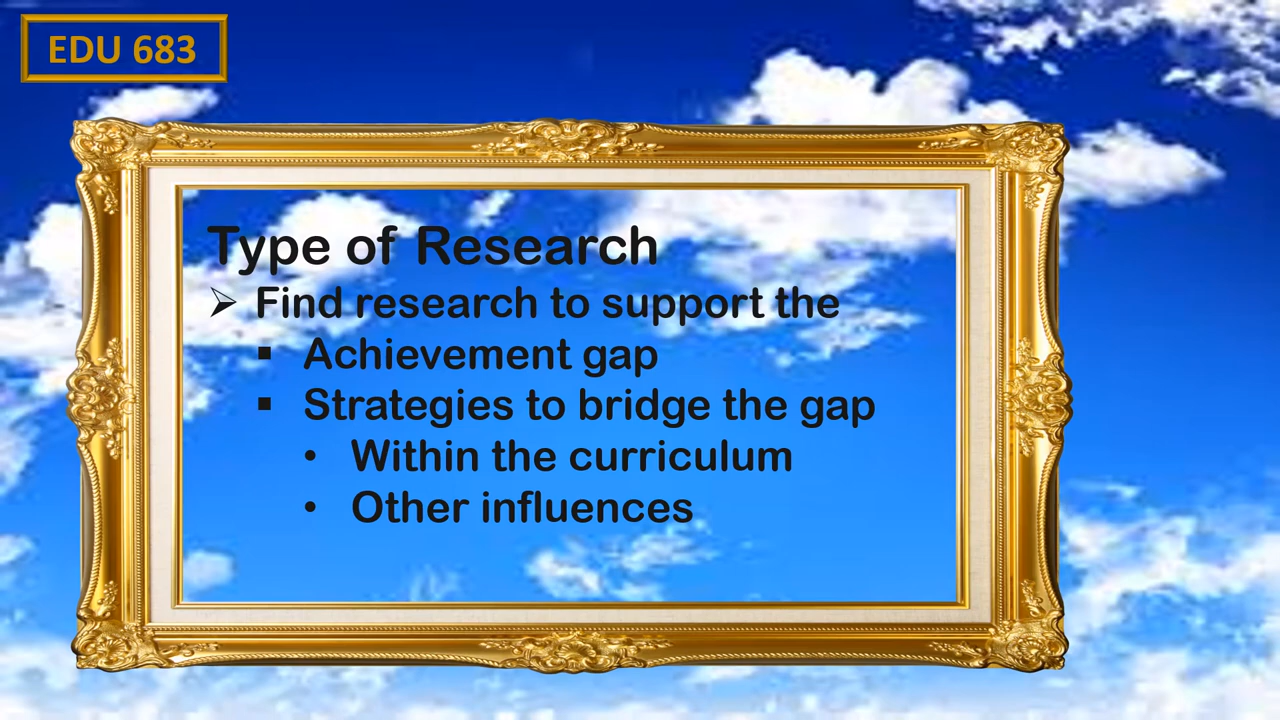 EDU 683
Type of Research
➢ Find research to support the
▪ Achievement gap
▪ Strategies to bridge the gap
• Within the curriculum
• Other influences